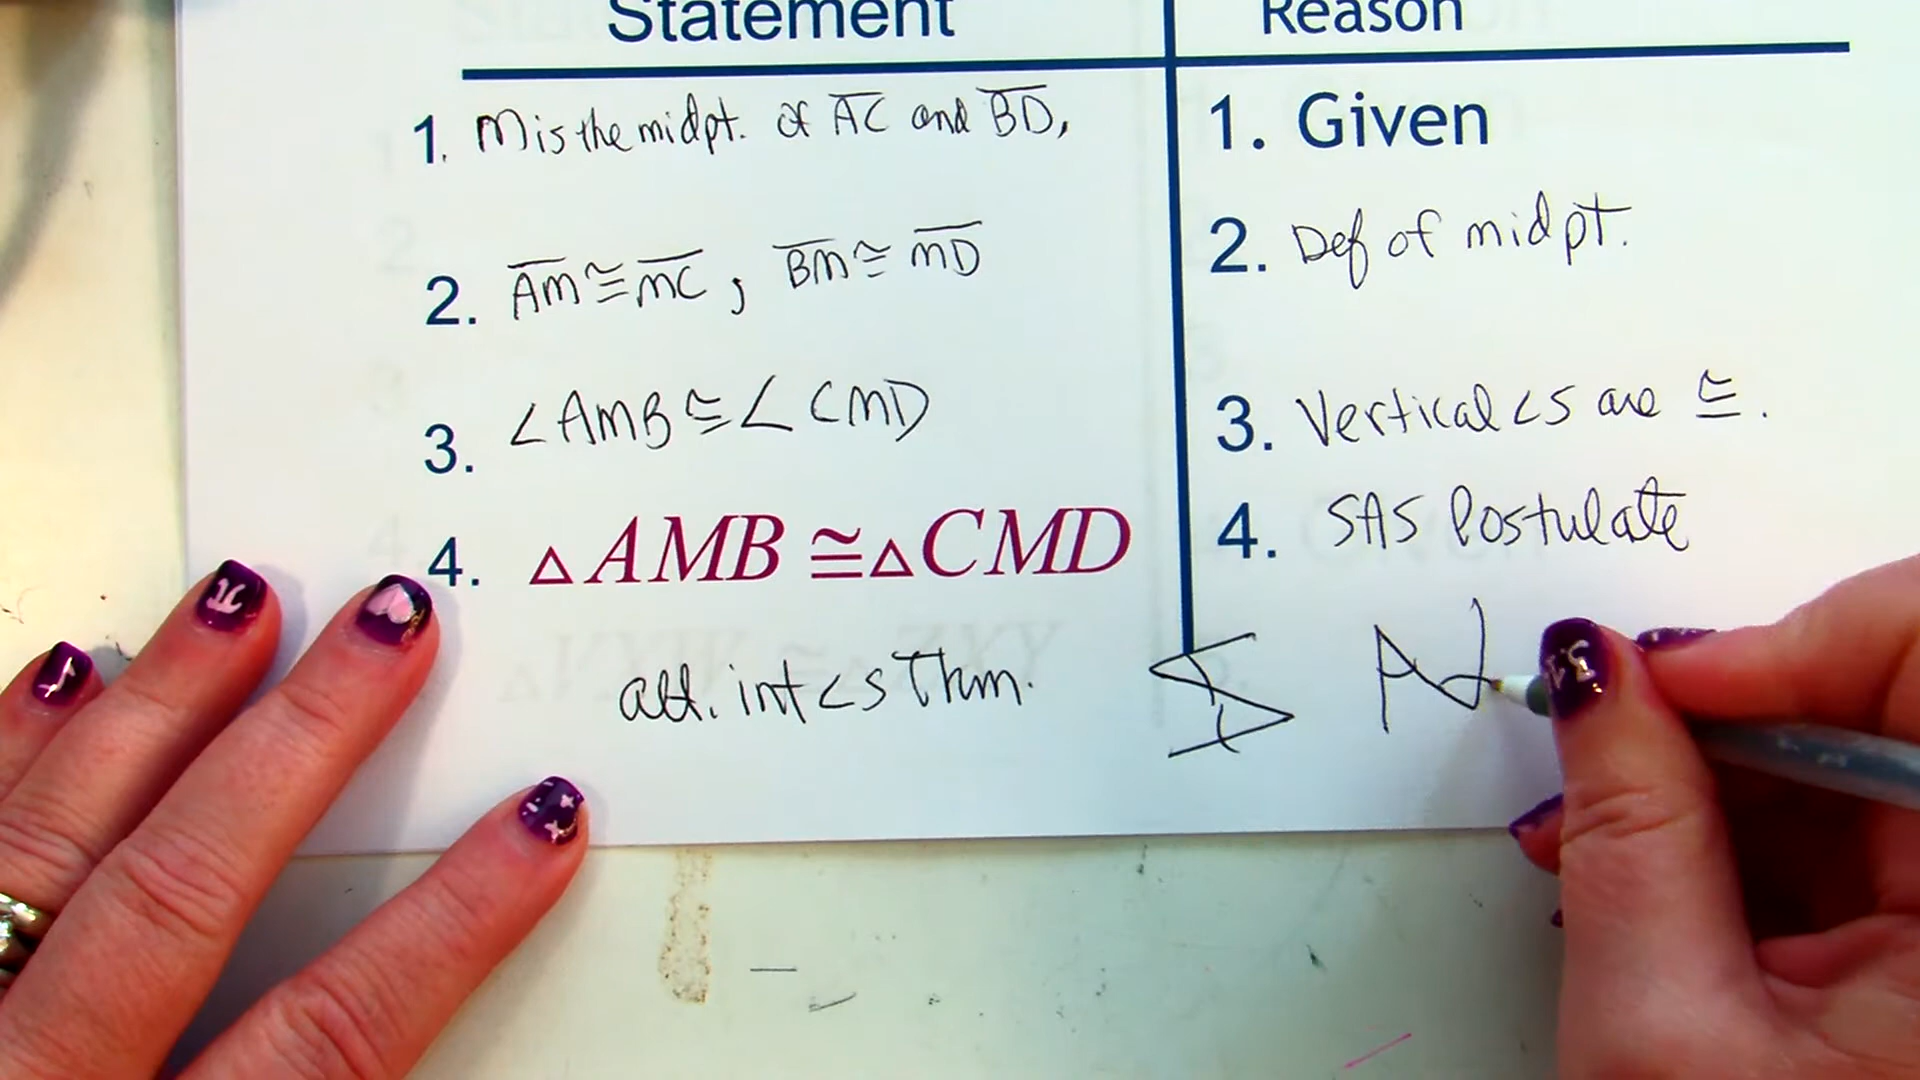 Statement Reason
1. M is the midpt. of AC and BD, 1. Given
2. AM ≅ MC , BM ≅ MD 2. Def of midpt.
3. ∠AMB ≅ ∠CMD 3. Vertical <s are ≅.
4. △AMB ≅ △CMD 4. SAS Postulate
alt. int <s Thm.